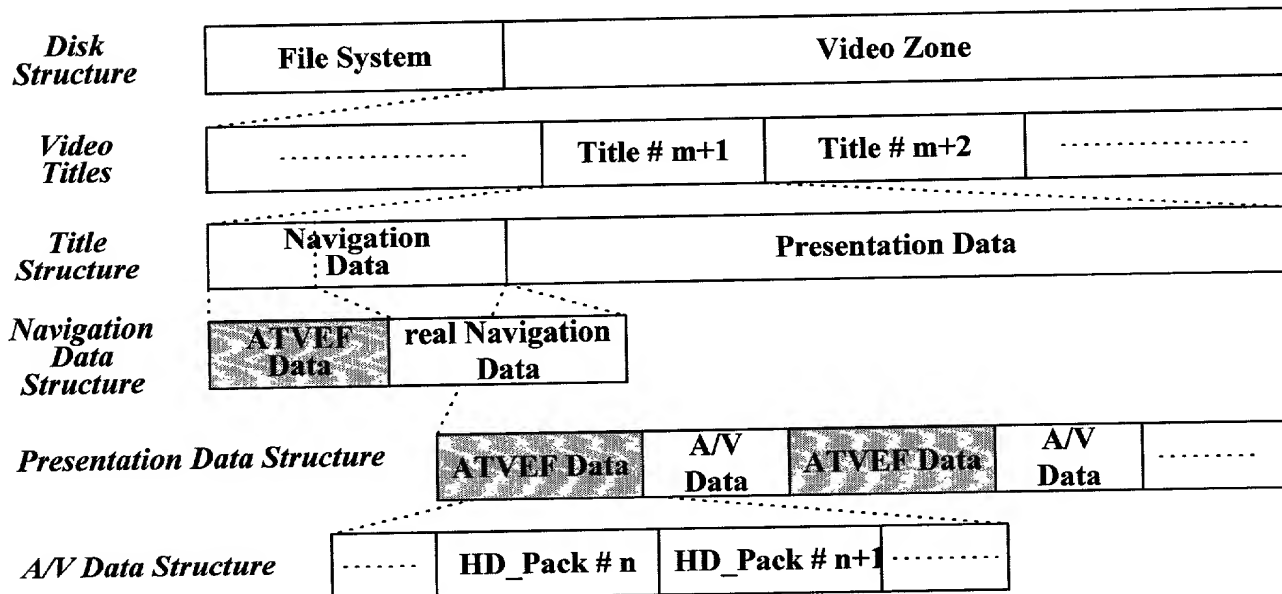 Disk
Structure
File System
Video Zone
Video
Titles
....................
Title # m+1
Title # m+2
..............
Title
Structure
Navigation
Data
Presentation Data
Navigation
Data
Structure
ATVEF
Data
real Navigation
Data
Presentation Data Structure
ATVEF Data
A/V
Data
ATVEF Data
A/V
Data
.........
A/V Data Structure
.......
HD_Pack # n
HD_Pack # n+1
.........